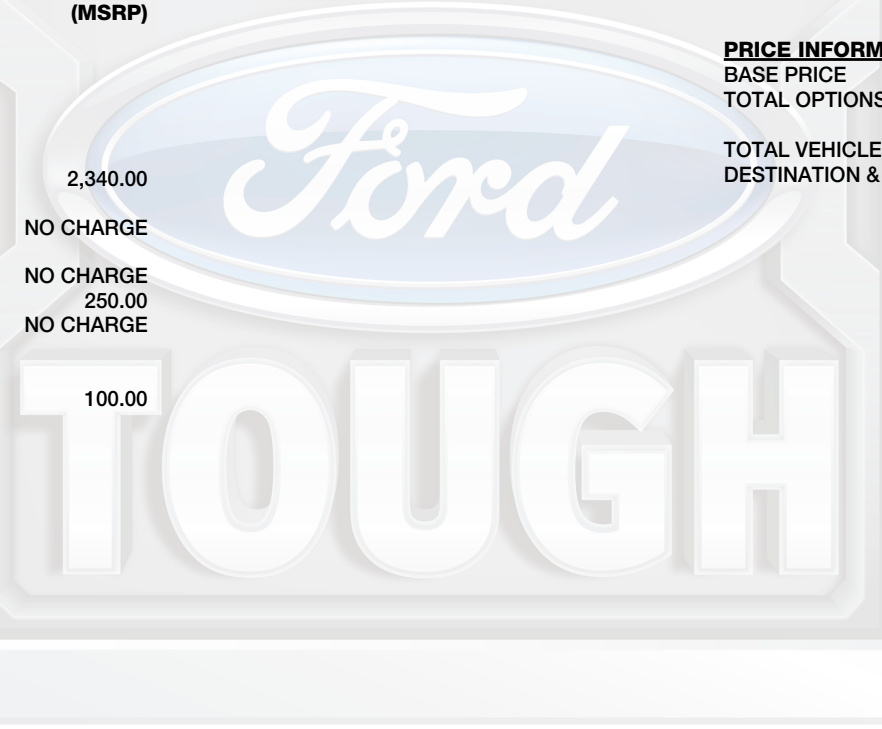 (MSRP)
2,340.00
NO CHARGE
NO CHARGE
250.00
NO CHARGE
100.00
PRICE INFORM
BASE PRICE
TOTAL OPTIONS
TOTAL VEHICLE
DESTINATION &
Ford
TOUGH